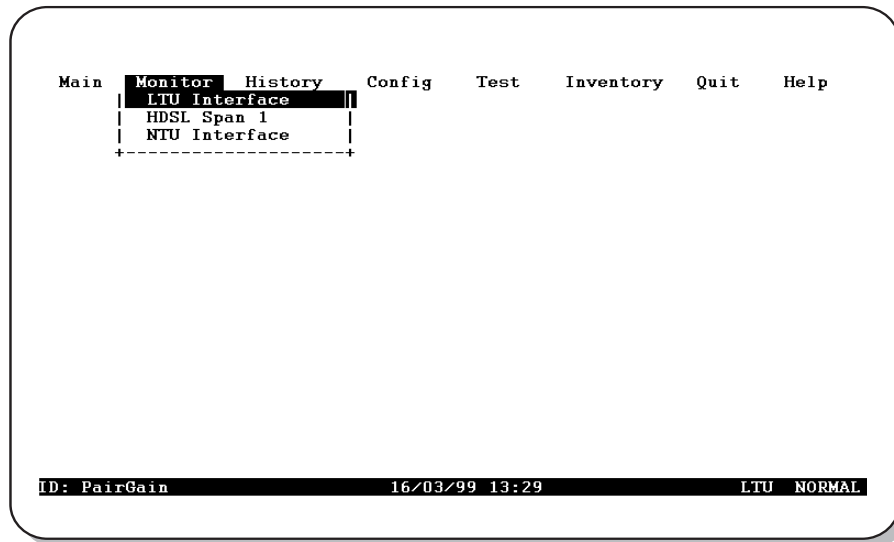 Main Monitor History Config Test Inventory Quit Help
| LTU Interface |
| HDSL Span 1 |
| NTU Interface |
+---------------------+
ID: PairGain 16/03/99 13:29 LTU NORMAL